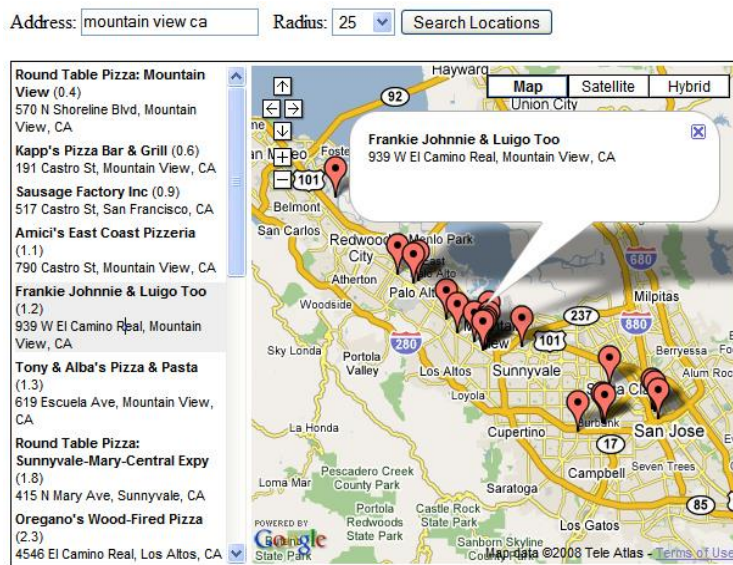 Address: mountain view ca Radius: 25 Search Locations
Round Table Pizza: Mountain
View (0.4)
570 N Shoreline Blvd, Mountain
View, CA
Kapp's Pizza Bar & Grill (0.6)
191 Castro St, Mountain View, CA
Sausage Factory Inc (0.9)
517 Castro St, San Francisco, CA
Amici's East Coast Pizzeria
(1.1)
790 Castro St, Mountain View, CA
Frankie Johnnie & Luigo Too
(1.2)
939 W El Camino Real, Mountain
View, CA
Tony & Alba's Pizza & Pasta
(1.3)
619 Escuela Ave, Mountain View,
CA
Round Table Pizza:
Sunnyvale-Mary-Central Expy
(1.8)
415 N Mary Ave, Sunnyvale, CA
Oregano's Wood-Fired Pizza
(2.3)
4546 El Camino Real, Los Altos, CA
Hayward
Map Satellite Hybrid
92
Union City
Frankie Johnnie & Luigo Too
939 W El Camino Real, Mountain View, CA
101
Belmont
San Carlos
Redwood
City
Menlo Park
East
Palo Alto
680
Atherton
Palo Alto
Milpitas
Woodside
237
880
280
101
Sky Londa
Portola
Valley
Los Altos
Sunnyvale
Berryessa
Alum Rock
Loyola
Burbank
La Honda
Cupertino
17
San Jose
Pescadero Creek
County Park
Campbell
Seven Trees
Loma Mar
Saratoga
85
Portola
Redwoods
State Park
Castle Rock
State Park
Los Gatos
POWERED BY
Google
State Park
Sanborn Skyline
County Park
Map data ©2008 Tele Atlas - Terms of Use